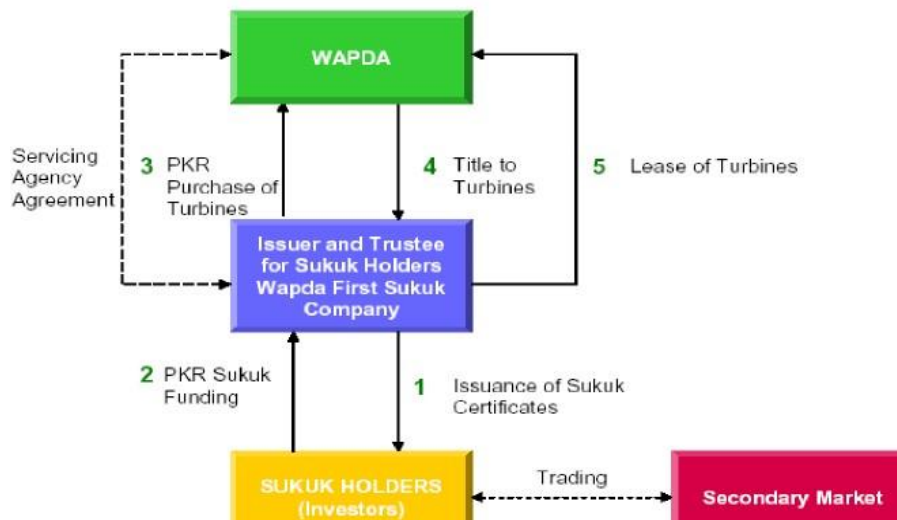 WAPDA
Servicing
Agency
Agreement
3 PKR
Purchase of
Turbines
4 Title to
Turbines
5 Lease of Turbines
Issuer and Trustee
for Sukuk Holders
Wapda First Sukuk
Company
2 PKR Sukuk
Funding
1 Issuance of Sukuk
Certificates
SUKUK HOLDERS
(Investors)
Trading
Secondary Market